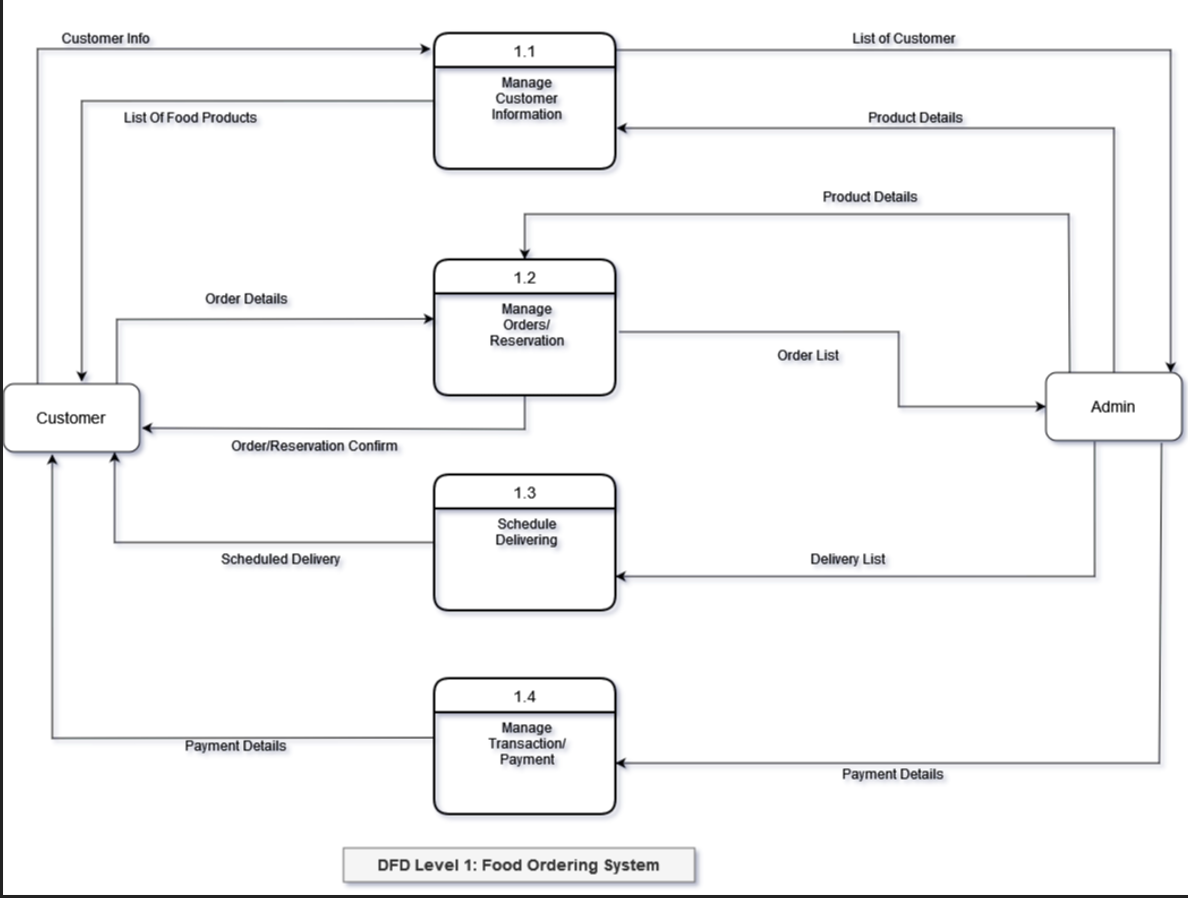 Customer Info
List of Customer
1.1
Manage
Customer
Information
List Of Food Products
Product Details
Product Details
1.2
Manage
Orders/
Reservation
Order Details
Order List
Customer
Admin
Order/Reservation Confirm
1.3
Schedule
Delivering
Scheduled Delivery
Delivery List
1.4
Manage
Transaction/
Payment
Payment Details
Payment Details
DFD Level 1: Food Ordering System